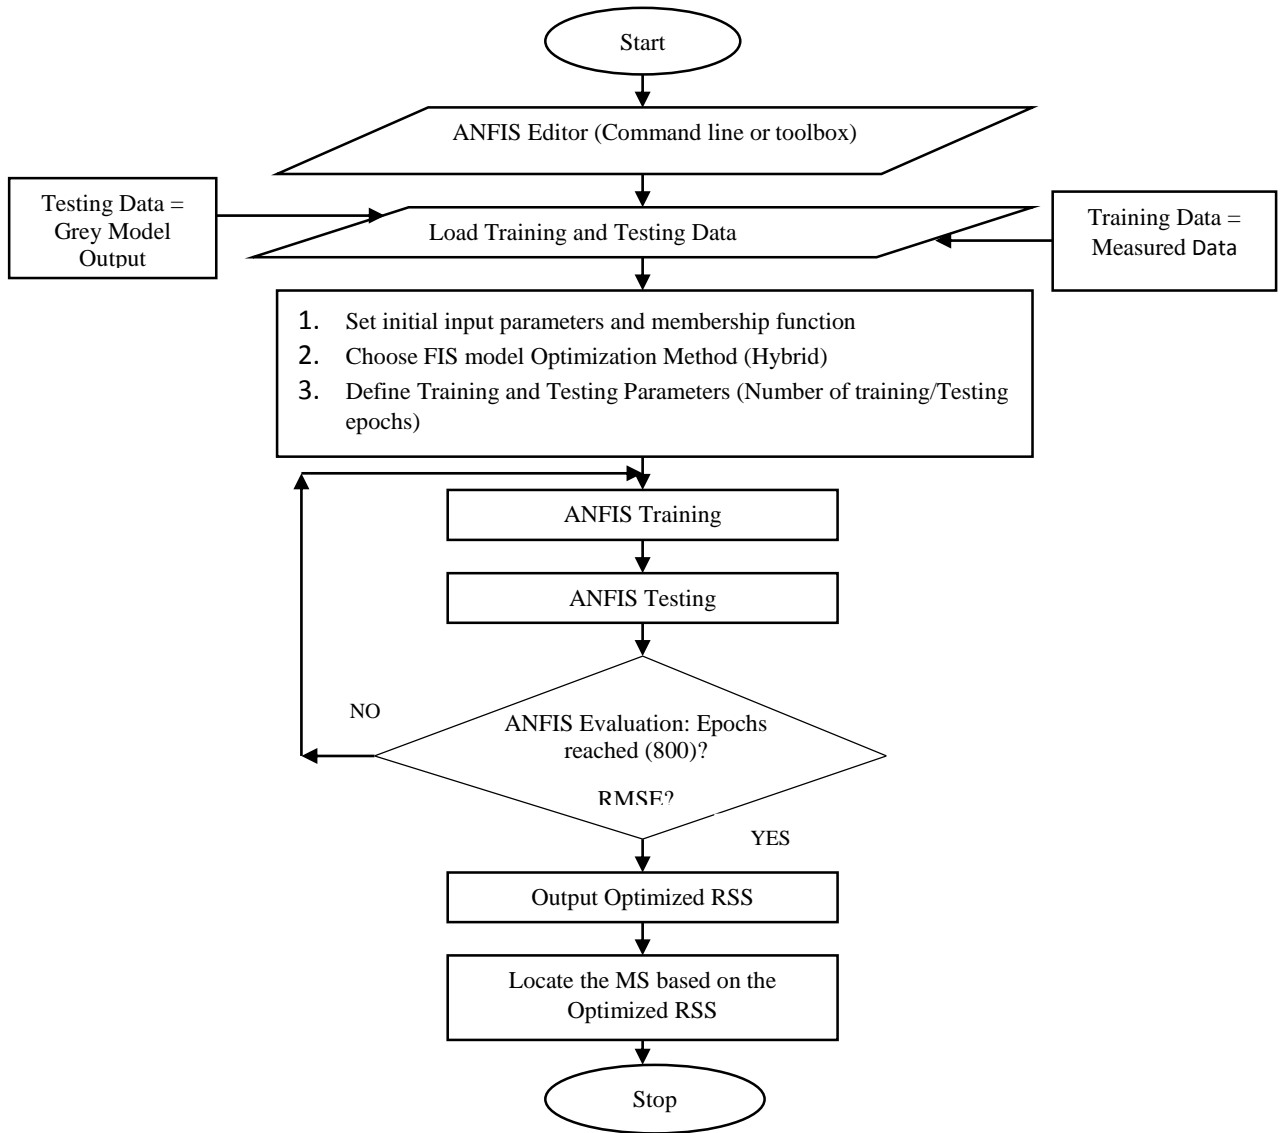 Start
ANFIS Editor (Command line or toolbox)
Testing Data =
Grey Model
Output
Load Training and Testing Data
Training Data =
Measured Data
1. Set initial input parameters and membership function
2. Choose FIS model Optimization Method (Hybrid)
3. Define Training and Testing Parameters (Number of training/Testing
epochs)
ANFIS Training
ANFIS Testing
NO
ANFIS Evaluation: Epochs
reached (800)?
RMSE?
YES
Output Optimized RSS
Locate the MS based on the
Optimized RSS
Stop